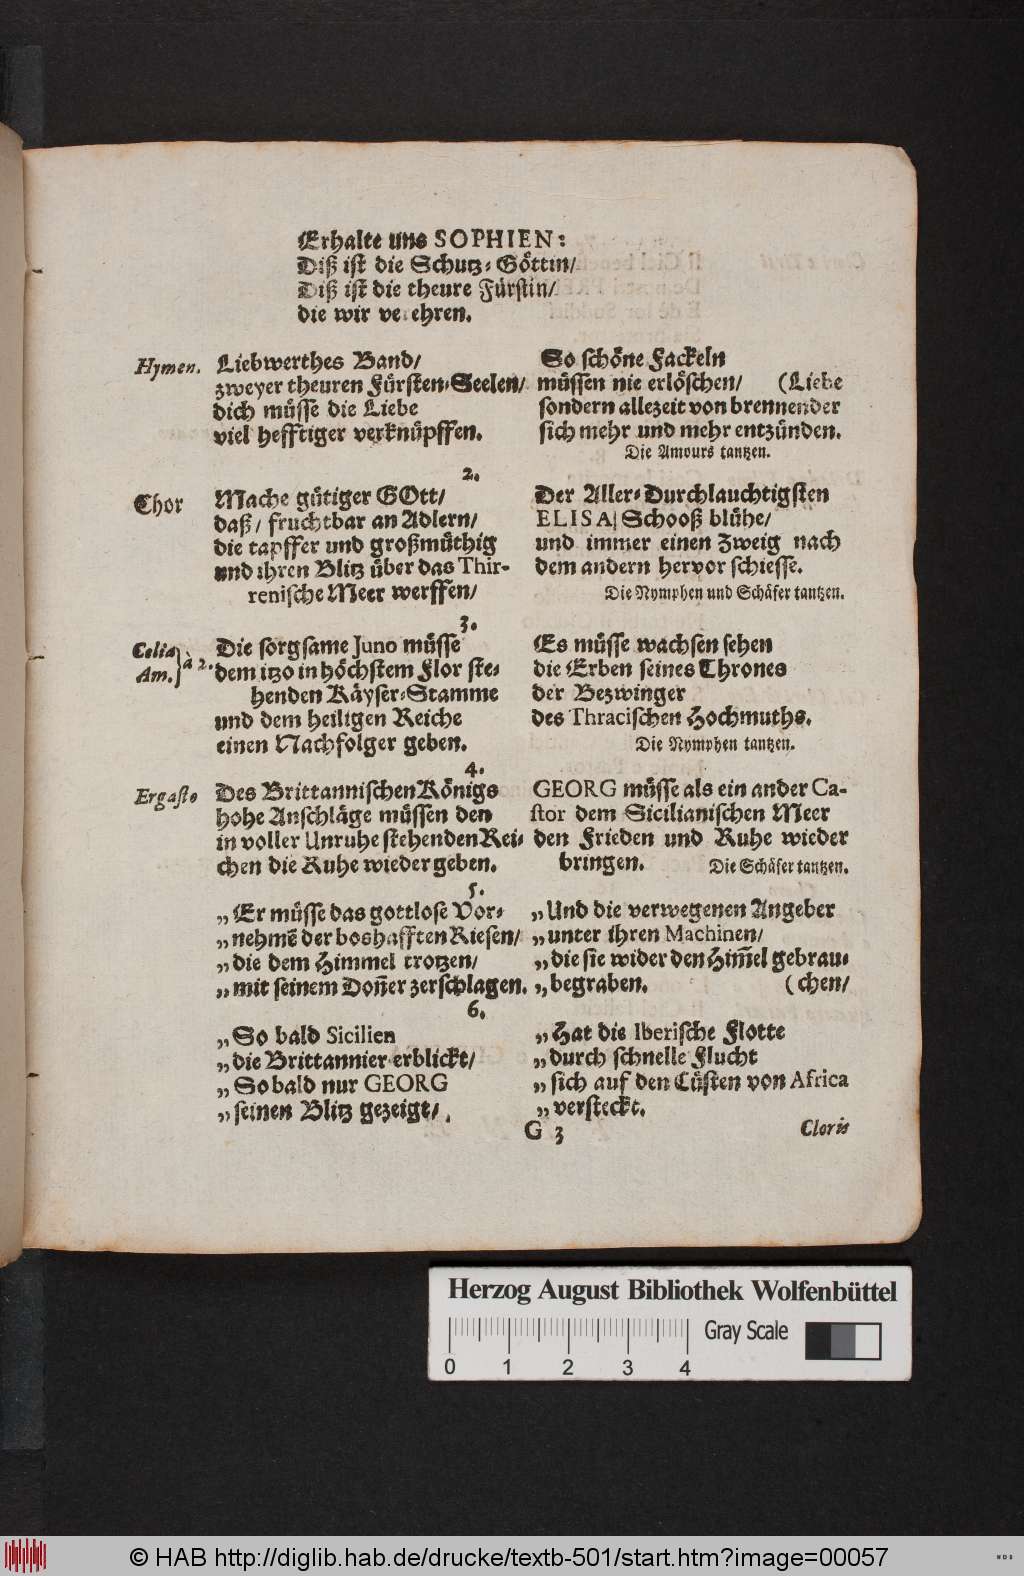 Erhalte uns SOPHIEN:
Diß ist die Schutz-Göttin/
Diß ist die theure Fürstin/
die wir verehren.
Hymen. Liebwerthes Band/
zweyer theuren Fürsten-Seelen/
dich müsse die Liebe
viel hefftiger verknüpffen.
So schöne Fackeln
müssen nie erlöschen/ (Liebe
sondern allezeit von brennender
sich mehr und mehr entzünden.
Die Amours tantzen.
2.
Chor Mache gütiger GOtt/
daß/ fruchtbar an Adlern/
die tapffer und großmüthig
und ihren Blitz über das Thir-
renische Meer werffen/
Der Aller-Durchlauchtigsten
ELISA/ Schooß blühe/
und immer einen Zweig nach
dem andern hervor schiesse.
Die Nymphen und Schäfer tantzen.
3.
Celia
Am. } à 2. Die sorgsame Juno müsse
dem itzo in höchstem Flor ste-
henden Käyser-Stamme
und dem heiligen Reiche
einen Nachfolger geben.
Es müsse wachsen sehen
die Erben seines Thrones
der Bezwinger
des Thracischen Hochmuths.
Die Nymphen tantzen.
4.
Ergasto Des Brittannischen Königs
hohe Anschläge müssen den
in voller Unruhe stehenden Rei-
chen die Ruhe wieder geben.
GEORG müsse als ein ander Ca-
stor dem Sicilianischen Meer
den Frieden und Ruhe wieder
bringen. Die Schäfer tantzen.
5.
„Er müsse das gottlose Vor-
„nehmē der boshafften Riesen/
„die dem Himmel trotzen/
„mit seinem Doñer zerschlagen.
„Und die verwegenen Angeber
„unter ihren Machinen/
„die sie wider den Him̄el gebrau-
„begraben. (chen/
6.
„So bald Sicilien
„die Brittannier erblickt/
„So bald nur GEORG
„seinen Blitz gezeigt/
„Hat die Iberische Flotte
„durch schnelle Flucht
„sich auf den Cüsten von Africa
„versteckt.
G 3 Cloris
Herzog August Bibliothek Wolfenbüttel
0 1 2 3 4 Gray Scale
© HAB http://diglib.hab.de/drucke/textb-501/start.htm?image=00057